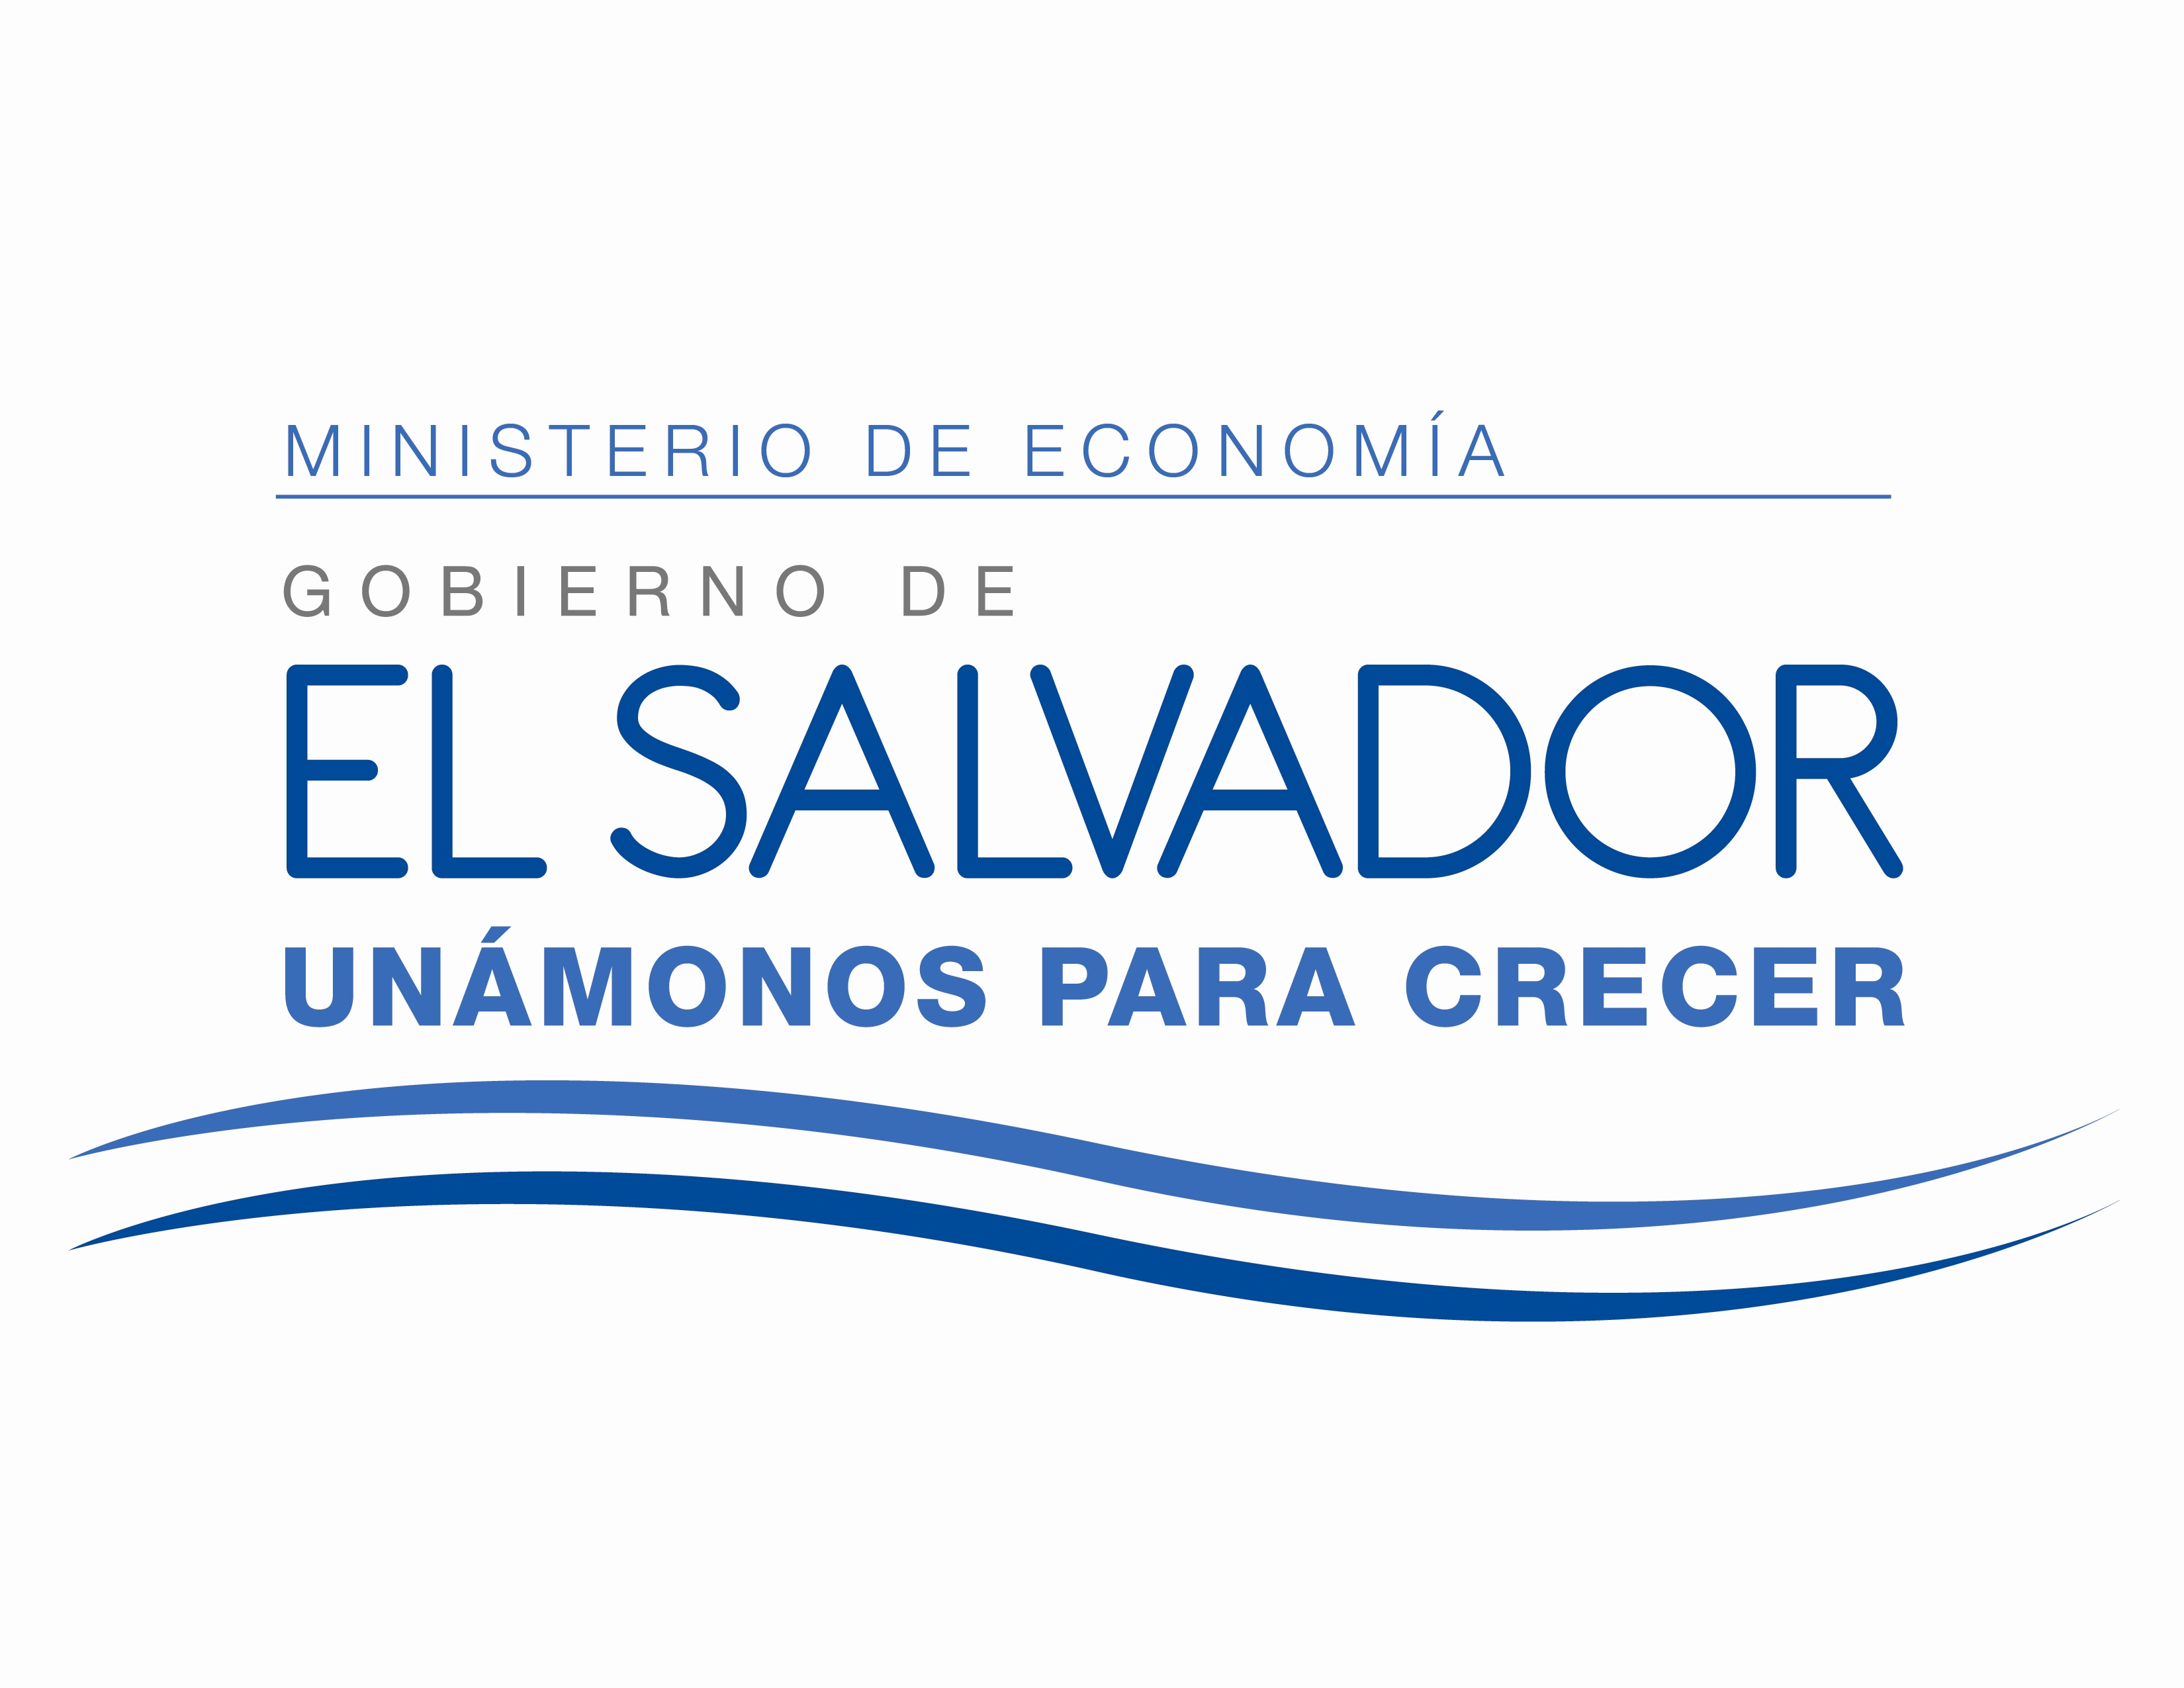 MINISTERIO DE ECONOMÍA
GOBIERNO DE
EL SALVADOR
UNÁMONOS PARA CRECER